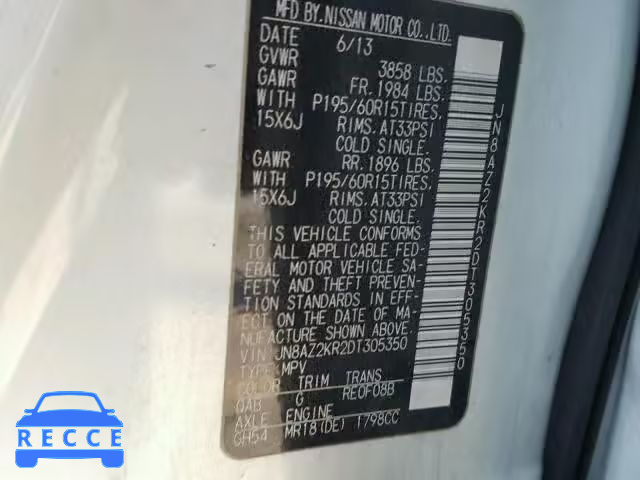 MFD BY.NISSAN MOTOR CO.,LTD.
DATE 6/13
GVWR 3858 LBS.
GAWR FR. 1984 LBS.
WITH P195/60R15TIRES.
15X6J RIMS.AT33PSI
COLD SINGLE.
GAWR RR. 1896 LBS.
WITH P195/60R15TIRES.
15X6J RIMS.AT33PSI
COLD SINGLE.
THIS VEHICLE CONFORMS
TO ALL APPLICABLE FED-
ERAL MOTOR VEHICLE SA-
FETY AND THEFT PREVEN-
TION STANDARDS IN EFF-
ECT ON THE DATE OF MA-
NUFACTURE SHOWN ABOVE.
VIN JN8AZ2KR2DT305350
TYPE MPV
COLOR TRIM TRANS
QAB G RE0F08B
AXLE ENGINE
GH54 MR18(DE) 1798CC
JN8AZ2KR2DT305350